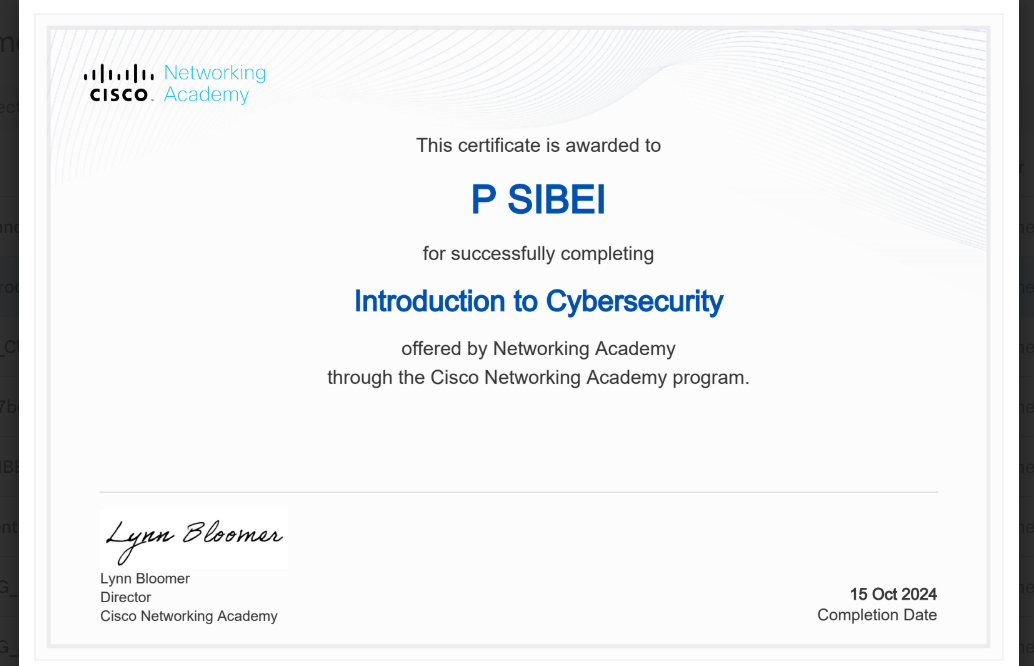 Networking
CISCO. Academy
This certificate is awarded to
P SIBEI
for successfully completing
Introduction to Cybersecurity
offered by Networking Academy
through the Cisco Networking Academy program.
Lynn Bloomer
Lynn Bloomer
Director
Cisco Networking Academy
15 Oct 2024
Completion Date